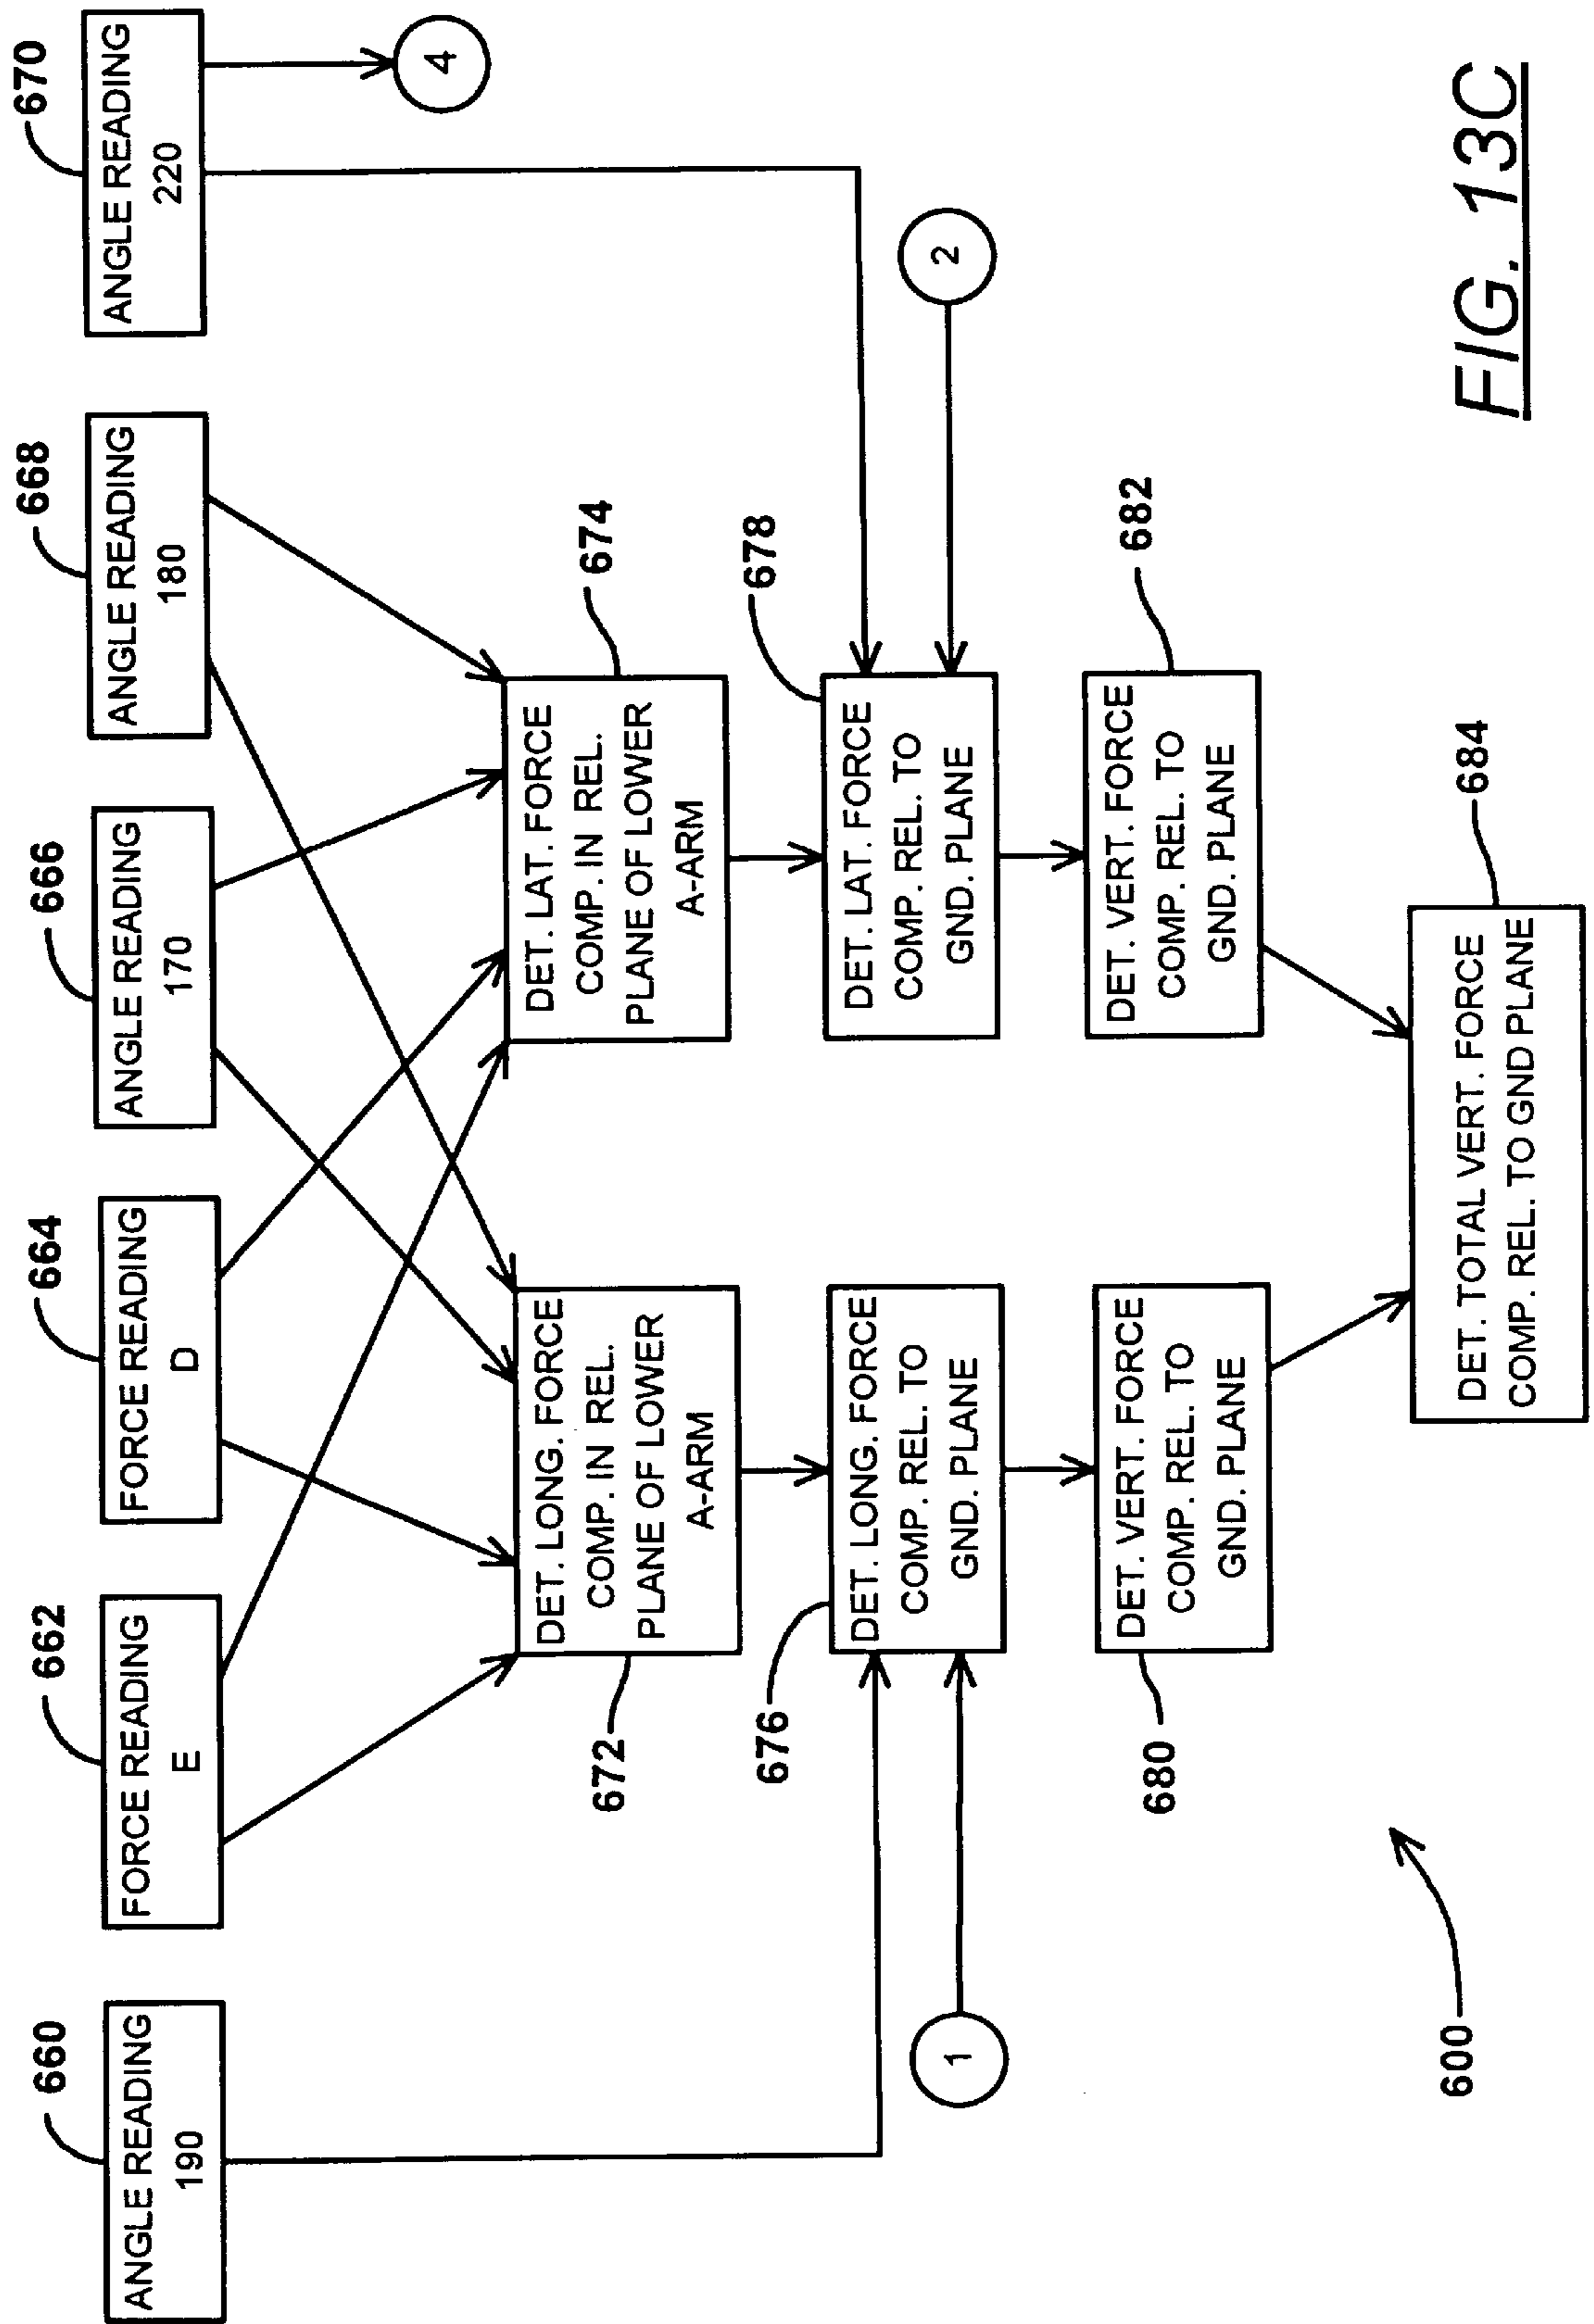 660
662
664
666
668
670
ANGLE READING
190
FORCE READING
E
FORCE READING
D
ANGLE READING
170
ANGLE READING
180
ANGLE READING
220
4
672
DET. LONG. FORCE
COMP. IN REL.
PLANE OF LOWER
A-ARM
674
DET. LAT. FORCE
COMP. IN REL.
PLANE OF LOWER
A-ARM
1
676
DET. LONG. FORCE
COMP. REL. TO
GND. PLANE
678
DET. LAT. FORCE
COMP. REL. TO
GND. PLANE
2
680
DET. VERT. FORCE
COMP. REL. TO
GND. PLANE
682
DET. VERT. FORCE
COMP. REL. TO
GND. PLANE
684
DET. TOTAL VERT. FORCE
COMP. REL. TO GND PLANE
600
FIG. 13C